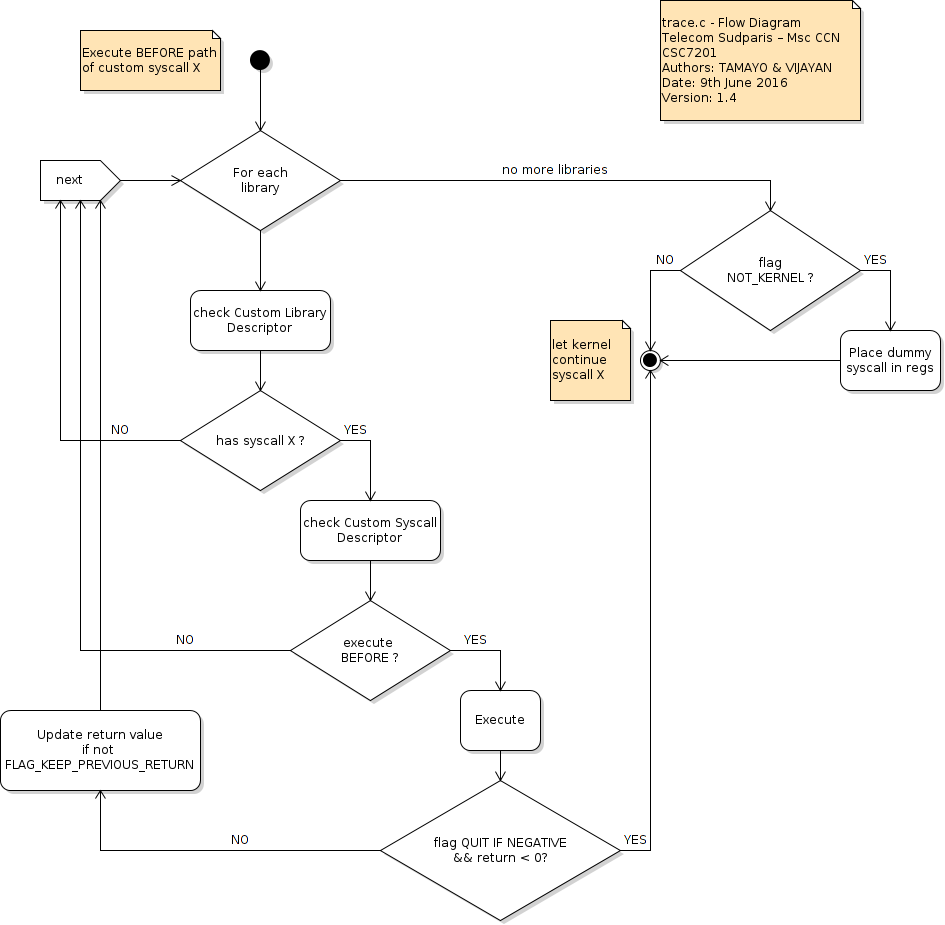 Execute BEFORE path
of custom syscall X
trace.c - Flow Diagram
Telecom Sudparis – Msc CCN
CSC7201
Authors: TAMAYO & VIJAYAN
Date: 9th June 2016
Version: 1.4
next
For each
library
no more libraries
flag
NOT_KERNEL ?
NO
YES
check Custom Library
Descriptor
let kernel
continue
syscall X
Place dummy
syscall in regs
has syscall X ?
NO
YES
check Custom Syscall
Descriptor
execute
BEFORE ?
NO
YES
Execute
Update return value
if not
FLAG_KEEP_PREVIOUS_RETURN
flag QUIT IF NEGATIVE
&& return < 0?
NO
YES